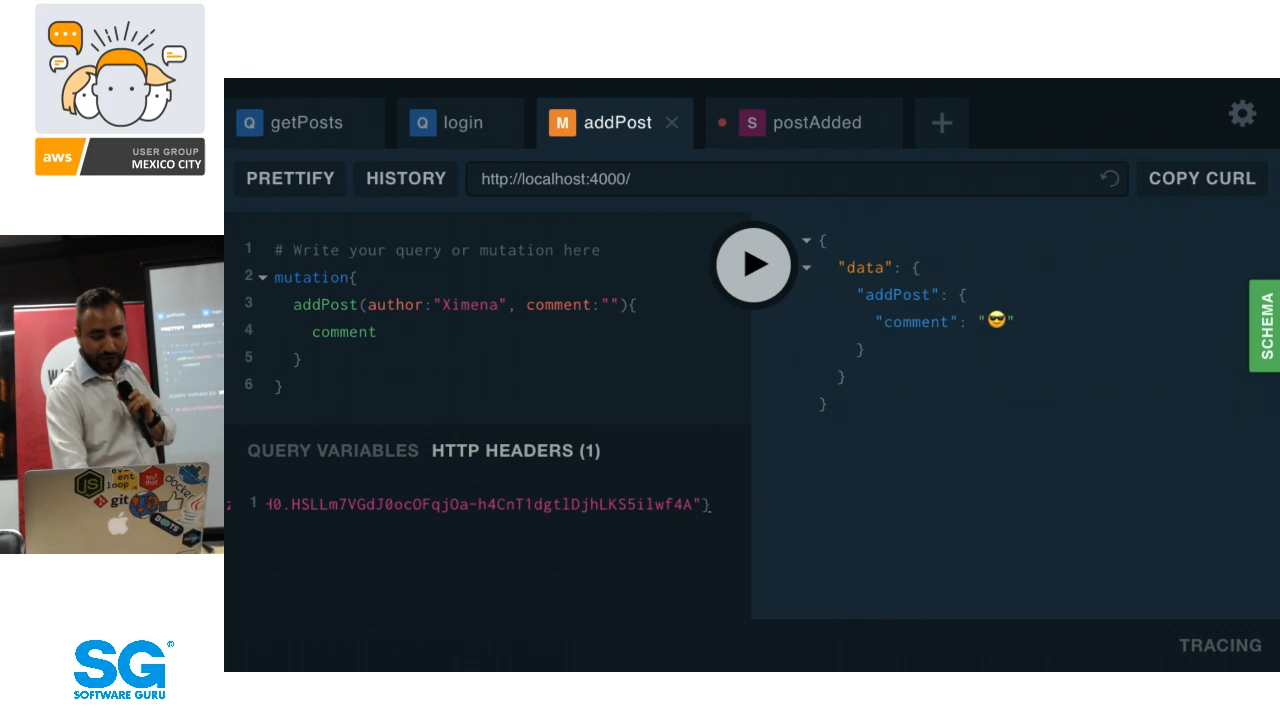 aws
USER GROUP
MEXICO CITY
getPosts
login
addPost
postAdded
PRETTIFY
HISTORY
http://localhost:4000/
COPY CURL
1 # Write your query or mutation here
2 mutation{
3 addPost(author:"Ximena", comment:""){
4 comment
5 }
6 }
{
"data": {
"addPost": {
"comment": "😎"
}
}
}
SCHEMA
QUERY VARIABLES HTTP HEADERS (1)
1 H0.HSLLm7VGdJ0ocOFqjOa-h4CnT1dgtlDjhLKS5ilwf4A"}
TRACING
git
docker
SG®
SOFTWARE GURU